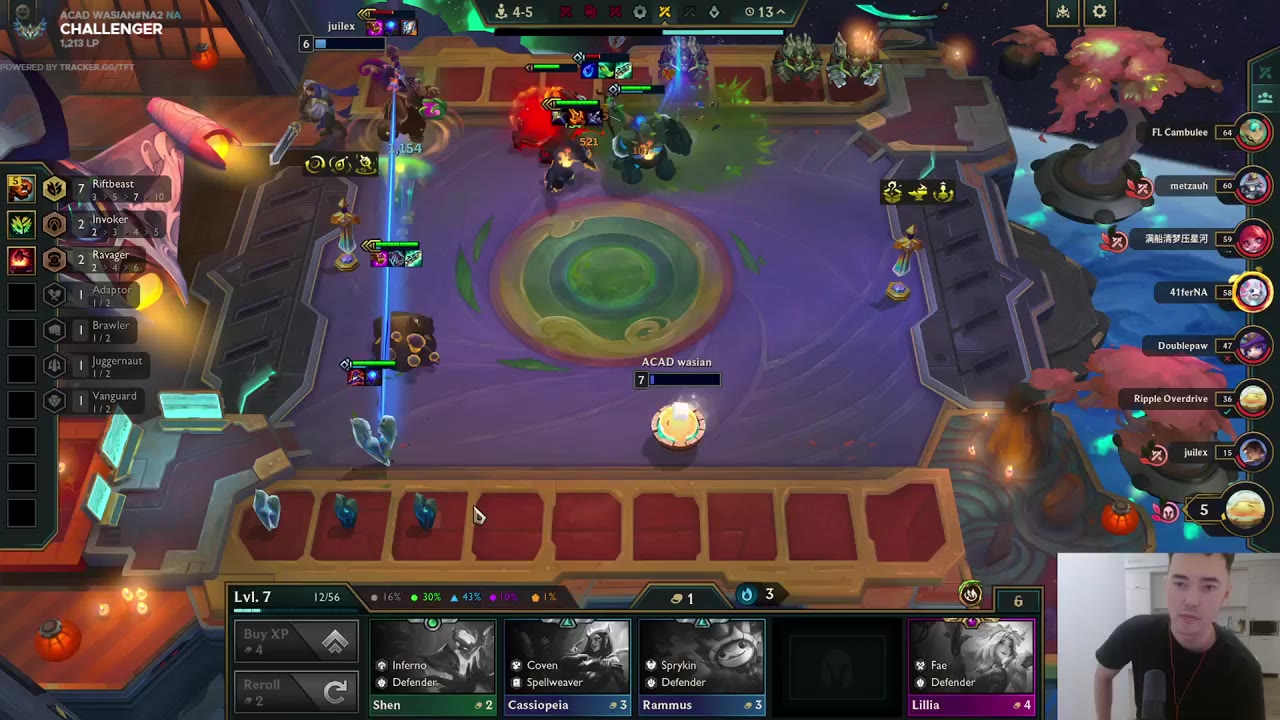 ACAD WASIAN#NA2 NA
CHALLENGER
1,213 LP
POWERED BY TRACKER.GG/TFT
juilex
6
4-5
13
7 Riftbeast
3 > 5 > 7 > 10
2 Invoker
2 > 3 > 4 > 5
2 Ravager
2 > 4 > 6
1 Adaptor
1 / 2
1 Brawler
1 / 2
1 Juggernaut
1 / 2
1 Vanguard
1 / 2
521
ACAD wasian
7
FL Cambulee 64
metzauh 60
满船清梦压星河 59
41ferNA 58
Doublepaw 47
Ripple Overdrive 36
juilex 15
5
Lvl. 7 12/56 16% 30% 43% 10% 1%
1
3
6
Buy XP
4
Reroll
2
Inferno
Defender
Shen 2
Coven
Spellweaver
Cassiopeia 3
Sprykin
Defender
Rammus 3
Fae
Defender
Lillia 4